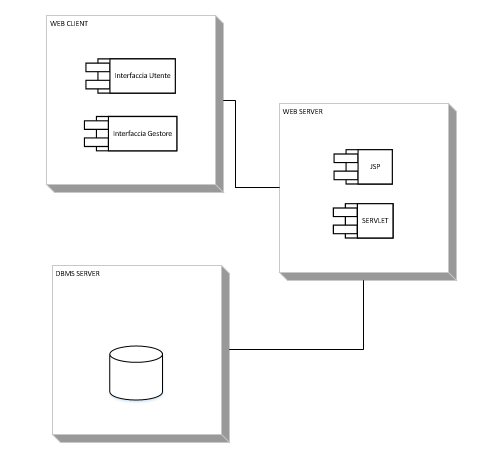 WEB CLIENT
Interfaccia Utente
Interfaccia Gestore
WEB SERVER
JSP
SERVLET
DBMS SERVER